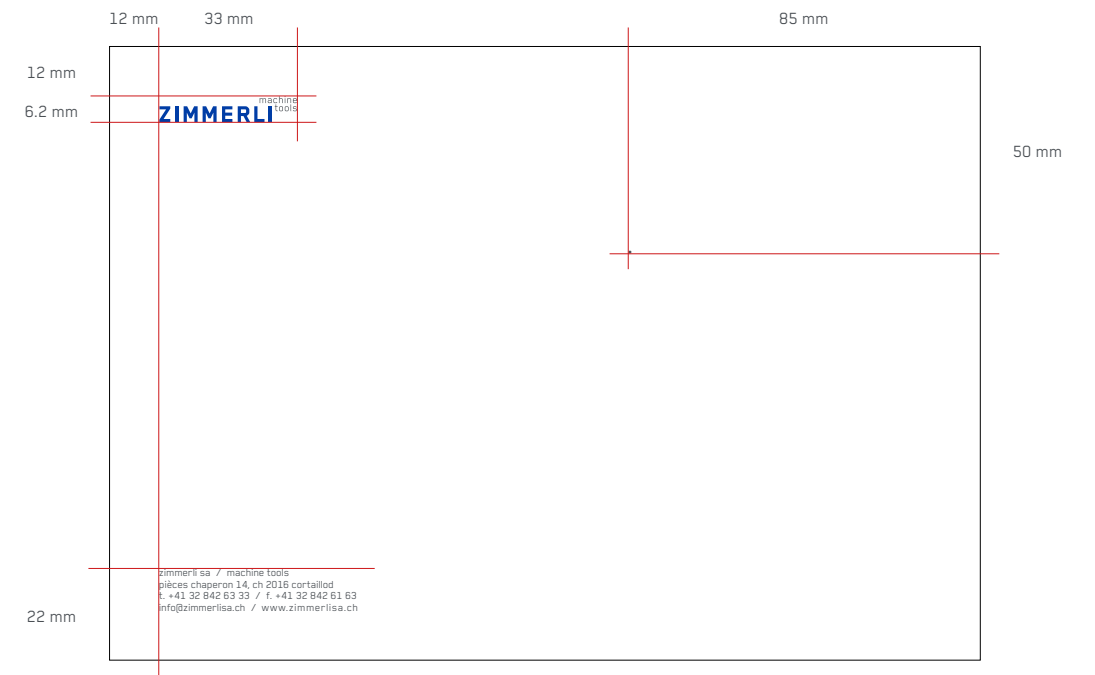 12 mm
33 mm
85 mm
12 mm
6.2 mm
machine
tools
ZIMMERLI
50 mm
zimmerli sa / machine tools
pièces chaperon 14, ch 2016 cortaillod
t. +41 32 842 63 33 / f. +41 32 842 61 63
info@zimmerlisa.ch / www.zimmerlisa.ch
22 mm